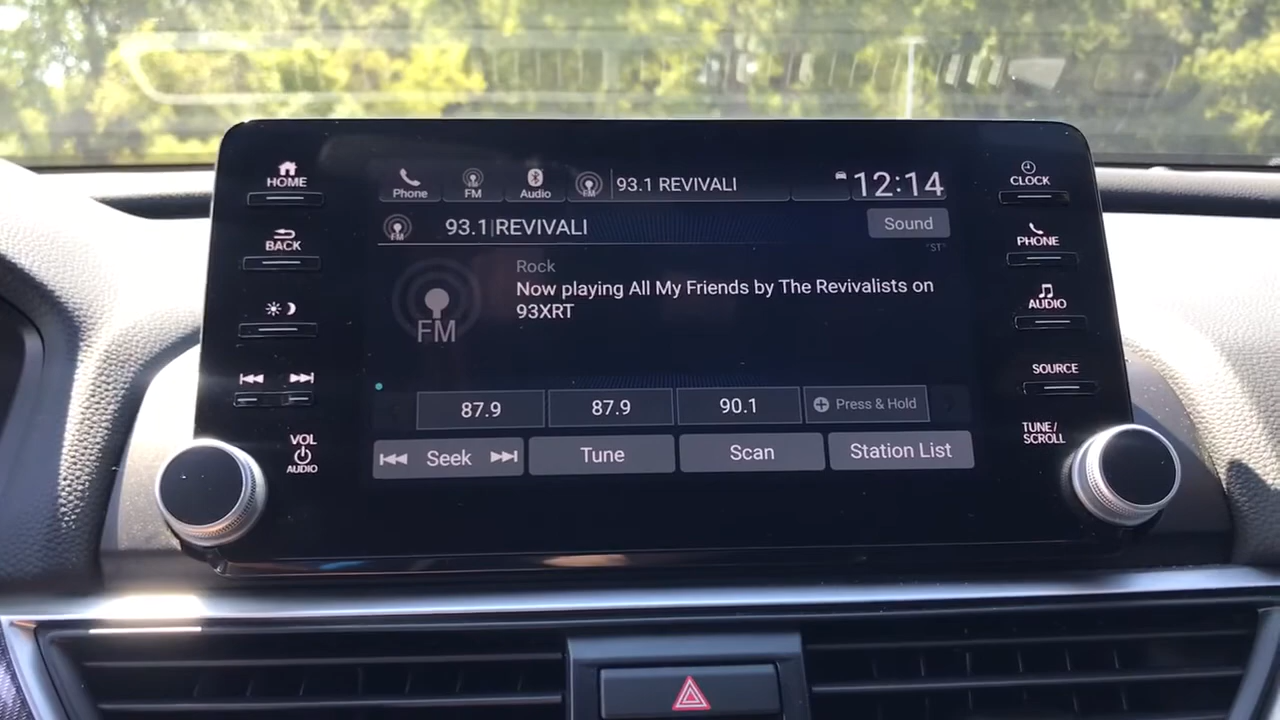 HOME
BACK
VOL
AUDIO
Phone
FM
Audio
FM
93.1 REVIVALI
12:14
FM
93.1|REVIVALI
Sound
"ST"
FM
Rock
Now playing All My Friends by The Revivalists on
93XRT
87.9
87.9
90.1
Press & Hold
Seek
Tune
Scan
Station List
CLOCK
PHONE
AUDIO
SOURCE
TUNE/
SCROLL